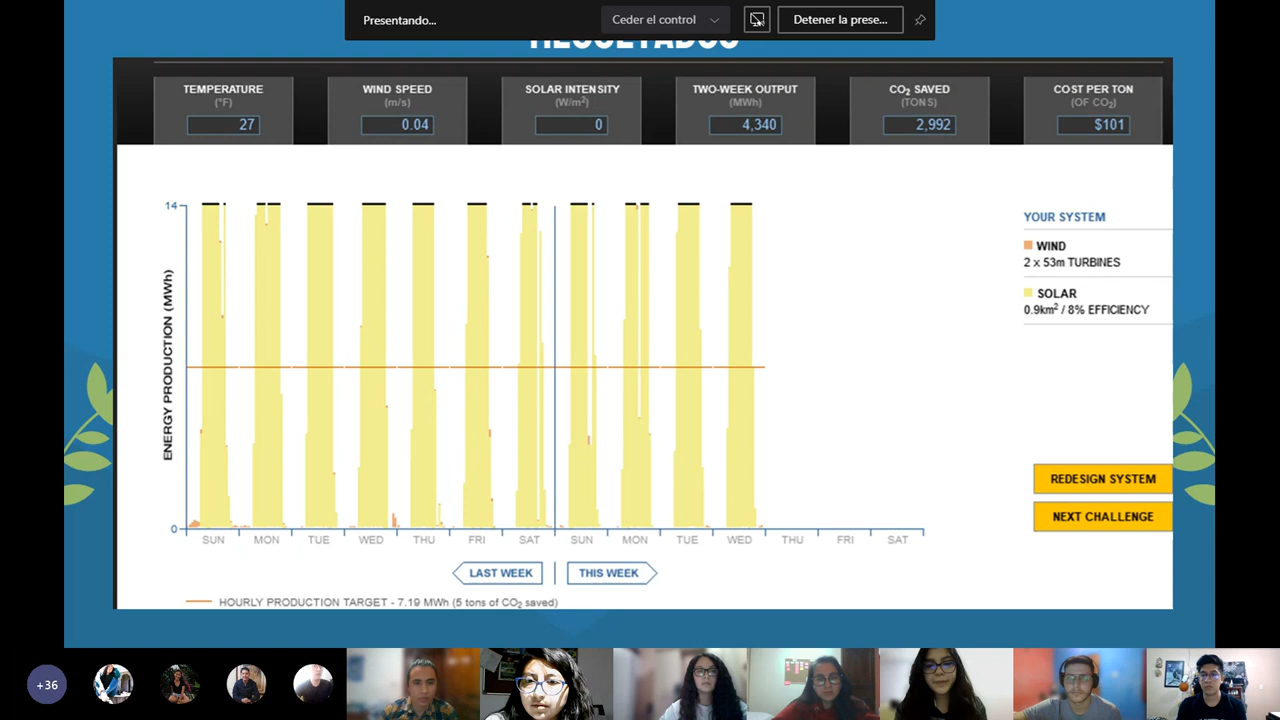 Presentando...
Ceder el control
Detener la prese...
RESULTADOS
TEMPERATURE
(°F)
27
WIND SPEED
(m/s)
0.04
SOLAR INTENSITY
(W/m²)
0
TWO-WEEK OUTPUT
(MWh)
4,340
CO₂ SAVED
(TONS)
2,992
COST PER TON
(OF CO₂)
$101
14
ENERGY PRODUCTION (MWh)
0
SUN MON TUE WED THU FRI SAT SUN MON TUE WED THU FRI SAT
LAST WEEK
THIS WEEK
HOURLY PRODUCTION TARGET - 7.19 MWh (5 tons of CO₂ saved)
YOUR SYSTEM
WIND
2 x 53m TURBINES
SOLAR
0.9km² / 8% EFFICIENCY
REDESIGN SYSTEM
NEXT CHALLENGE
+36